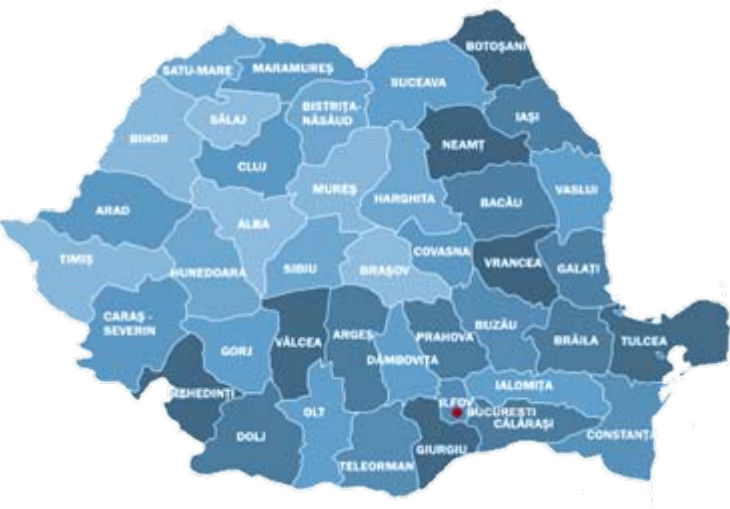 BOTOȘANI
SATU-MARE
MARAMUREȘ
SUCEAVA
BISTRIȚA-
NĂSĂUD
SĂLAJ
IAȘI
BIHOR
NEAMȚ
CLUJ
MUREȘ
HARGHITA
VASLUI
BACĂU
ARAD
ALBA
COVASNA
TIMIȘ
HUNEDOARA
SIBIU
BRAȘOV
VRANCEA
GALAȚI
CARAȘ -
SEVERIN
BUZĂU
ARGEȘ
PRAHOVA
VÂLCEA
BRĂILA
TULCEA
GORJ
DÂMBOVIȚA
IALOMIȚA
MEHEDINȚI
ILFOV
OLT
BUCUREȘTI
CĂLĂRAȘI
DOLJ
CONSTANȚA
GIURGIU
TELEORMAN